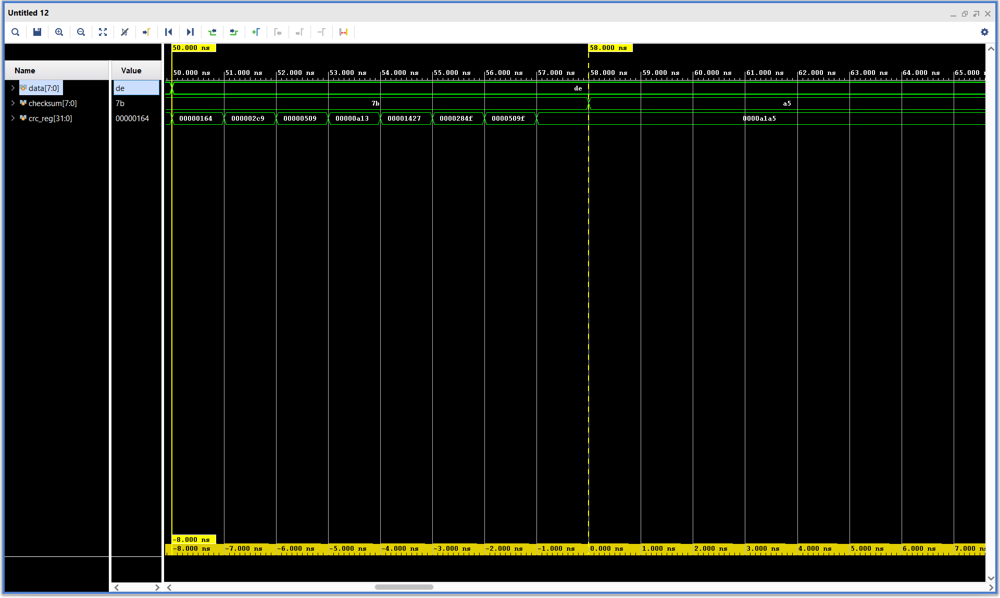 Untitled 12
50.000 ns 58.000 ns
Name Value
50.000 ns 51.000 ns 52.000 ns 53.000 ns 54.000 ns 55.000 ns 56.000 ns 57.000 ns 58.000 ns 59.000 ns 60.000 ns 61.000 ns 62.000 ns 63.000 ns 64.000 ns 65.000
data[7:0] de de
checksum[7:0] 7b 7b a5
crc_reg[31:0] 00000164 00000164 000002c9 00000509 00000a13 00001427 0000284f 0000509f 0000a1a5
-8.000 ns
-8.000 ns -7.000 ns -6.000 ns -5.000 ns -4.000 ns -3.000 ns -2.000 ns -1.000 ns 0.000 ns 1.000 ns 2.000 ns 3.000 ns 4.000 ns 5.000 ns 6.000 ns 7.000 ns